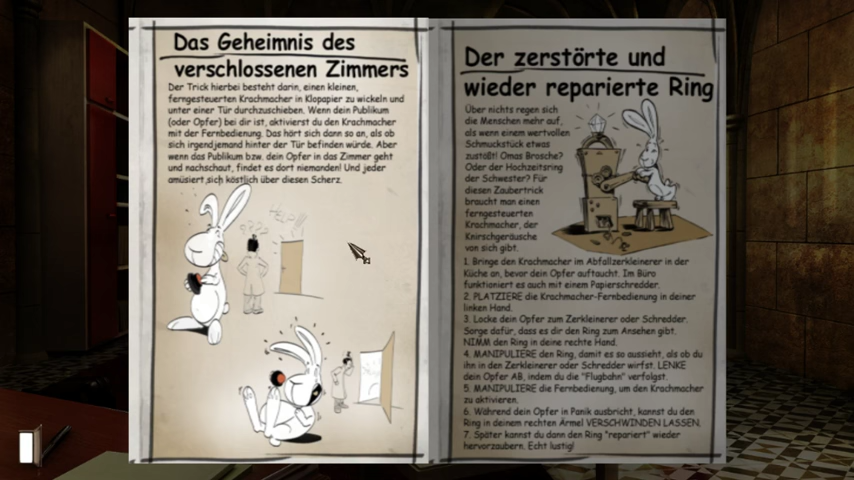 Das Geheimnis des
verschlossenen Zimmers
Der Trick hierbei besteht darin, einen kleinen,
ferngesteuerten Krachmacher in Klopapier zu wickeln und
unter einer Tür durchzuschieben. Wenn dein Publikum
(oder Opfer) bei dir ist, aktivierst du den Krachmacher
mit der Fernbedienung. Das hört sich dann so an, als ob
sich irgendjemand hinter der Tür befinden würde. Aber
wenn das Publikum bzw. dein Opfer in das Zimmer geht
und nachschaut, findet es dort niemanden! Und jeder
amüsiert sich köstlich über diesen Scherz.
Der zerstörte und
wieder reparierte Ring
Über nichts regen sich
die Menschen mehr auf,
als wenn einem wertvollen
Schmuckstück etwas
zustößt! Omas Brosche?
Oder der Hochzeitsring
der Schwester? Für
diesen Zaubertrick
braucht man einen
ferngesteuerten
Krachmacher, der
Knirschgeräusche
von sich gibt.
1. Bringe den Krachmacher im Abfallzerkleinerer in der
Küche an, bevor dein Opfer auftaucht. Im Büro
funktioniert es auch mit einem Papierschredder.
2. PLATZIERE die Krachmacher-Fernbedienung in deiner
linken Hand.
3. Locke dein Opfer zum Zerkleinerer oder Schredder.
Sorge dafür, dass es dir den Ring zum Ansehen gibt.
NIMM den Ring in deine rechte Hand.
4. MANIPULIERE den Ring, damit es so aussieht, als ob du
ihn in den Zerkleinerer oder Schredder wirfst. LENKE
dein Opfer AB, indem du die "Flugbahn" verfolgst.
5. MANIPULIERE die Fernbedienung, um den Krachmacher
zu aktivieren.
6. Während dein Opfer in Panik ausbricht, kannst du den
Ring in deinem rechten Ärmel VERSCHWINDEN LASSEN.
7. Später kannst du dann den Ring "repariert" wieder
hervorzaubern. Echt lustig!